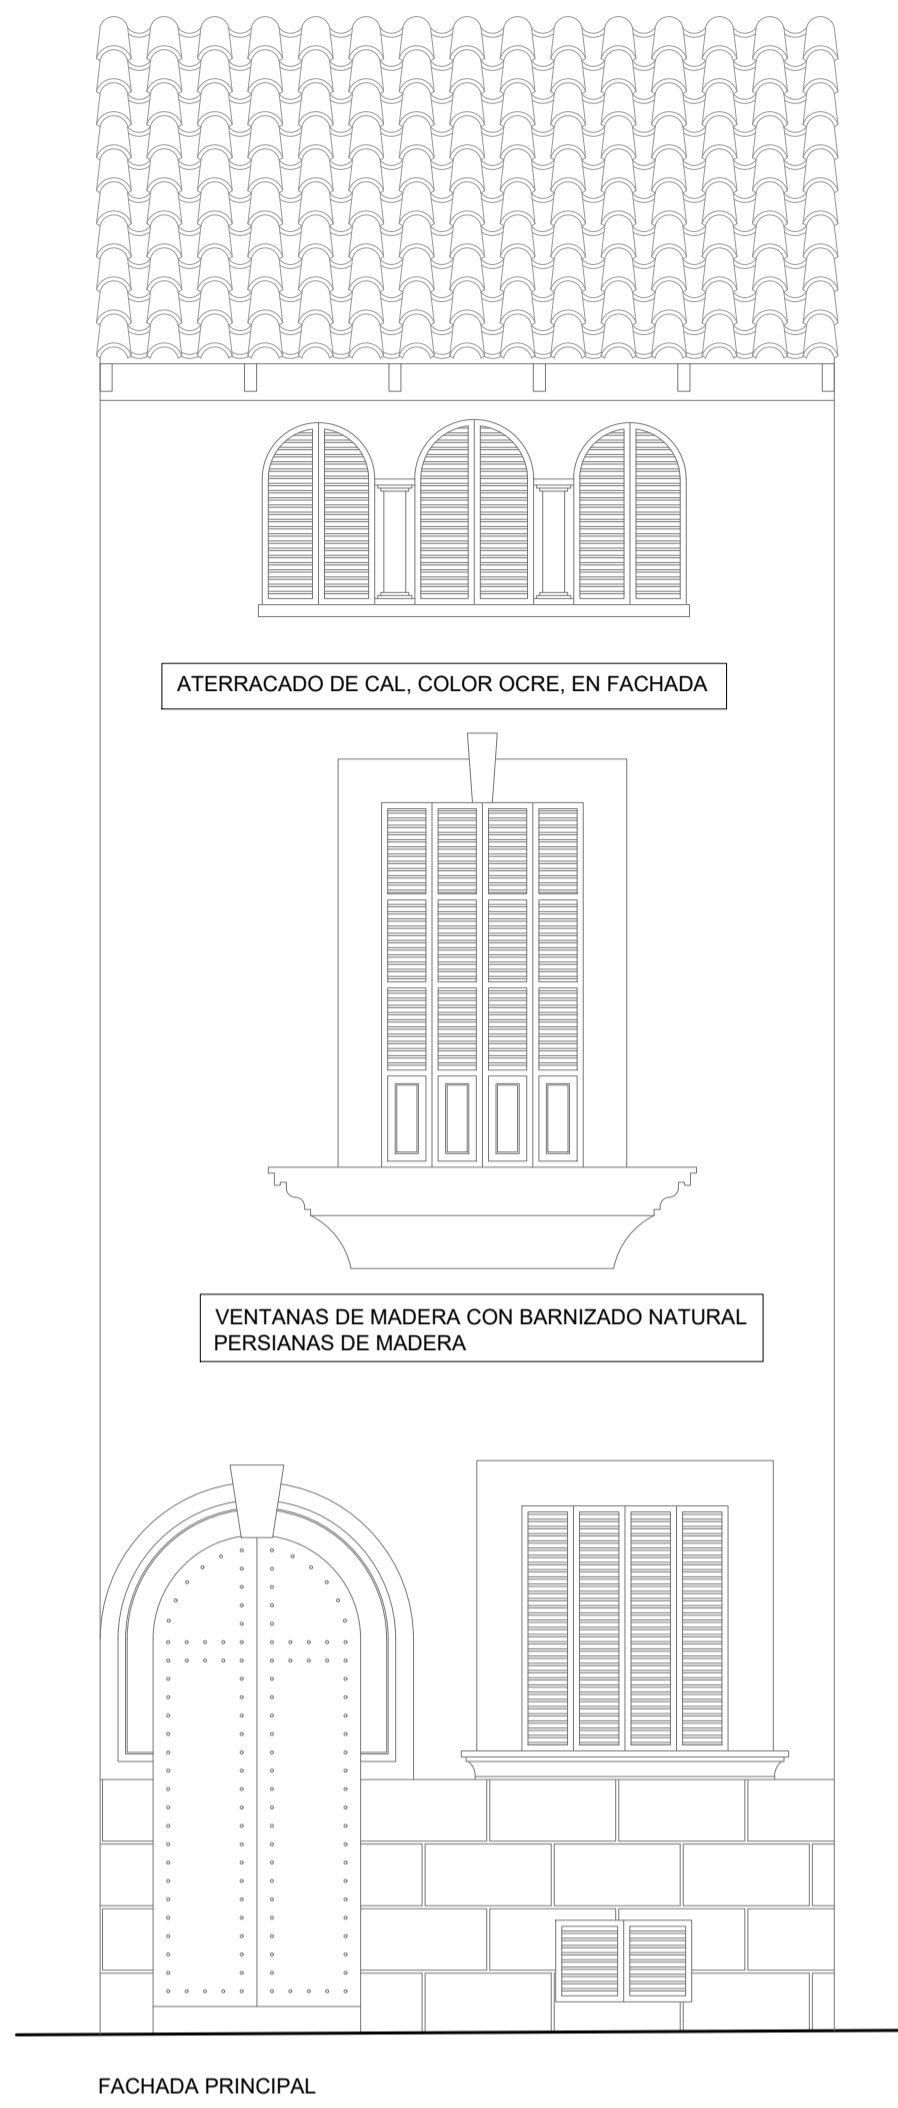 ATERRACADO DE CAL, COLOR OCRE, EN FACHADA
VENTANAS DE MADERA CON BARNIZADO NATURAL
PERSIANAS DE MADERA
FACHADA PRINCIPAL